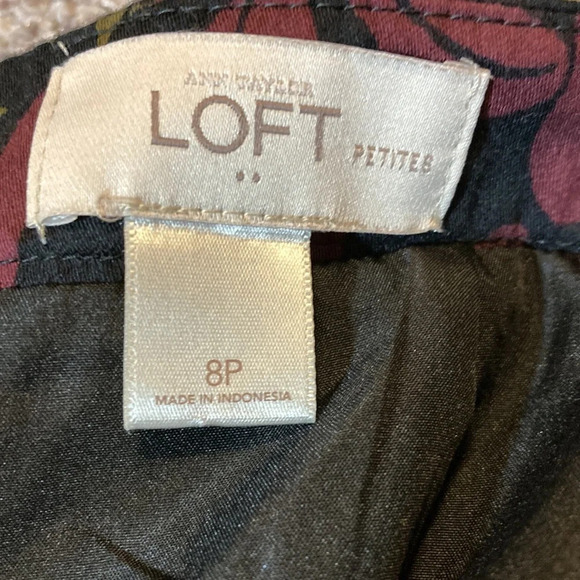 ANN TAYLOR
LOFT PETITES
8P
MADE IN INDONESIA